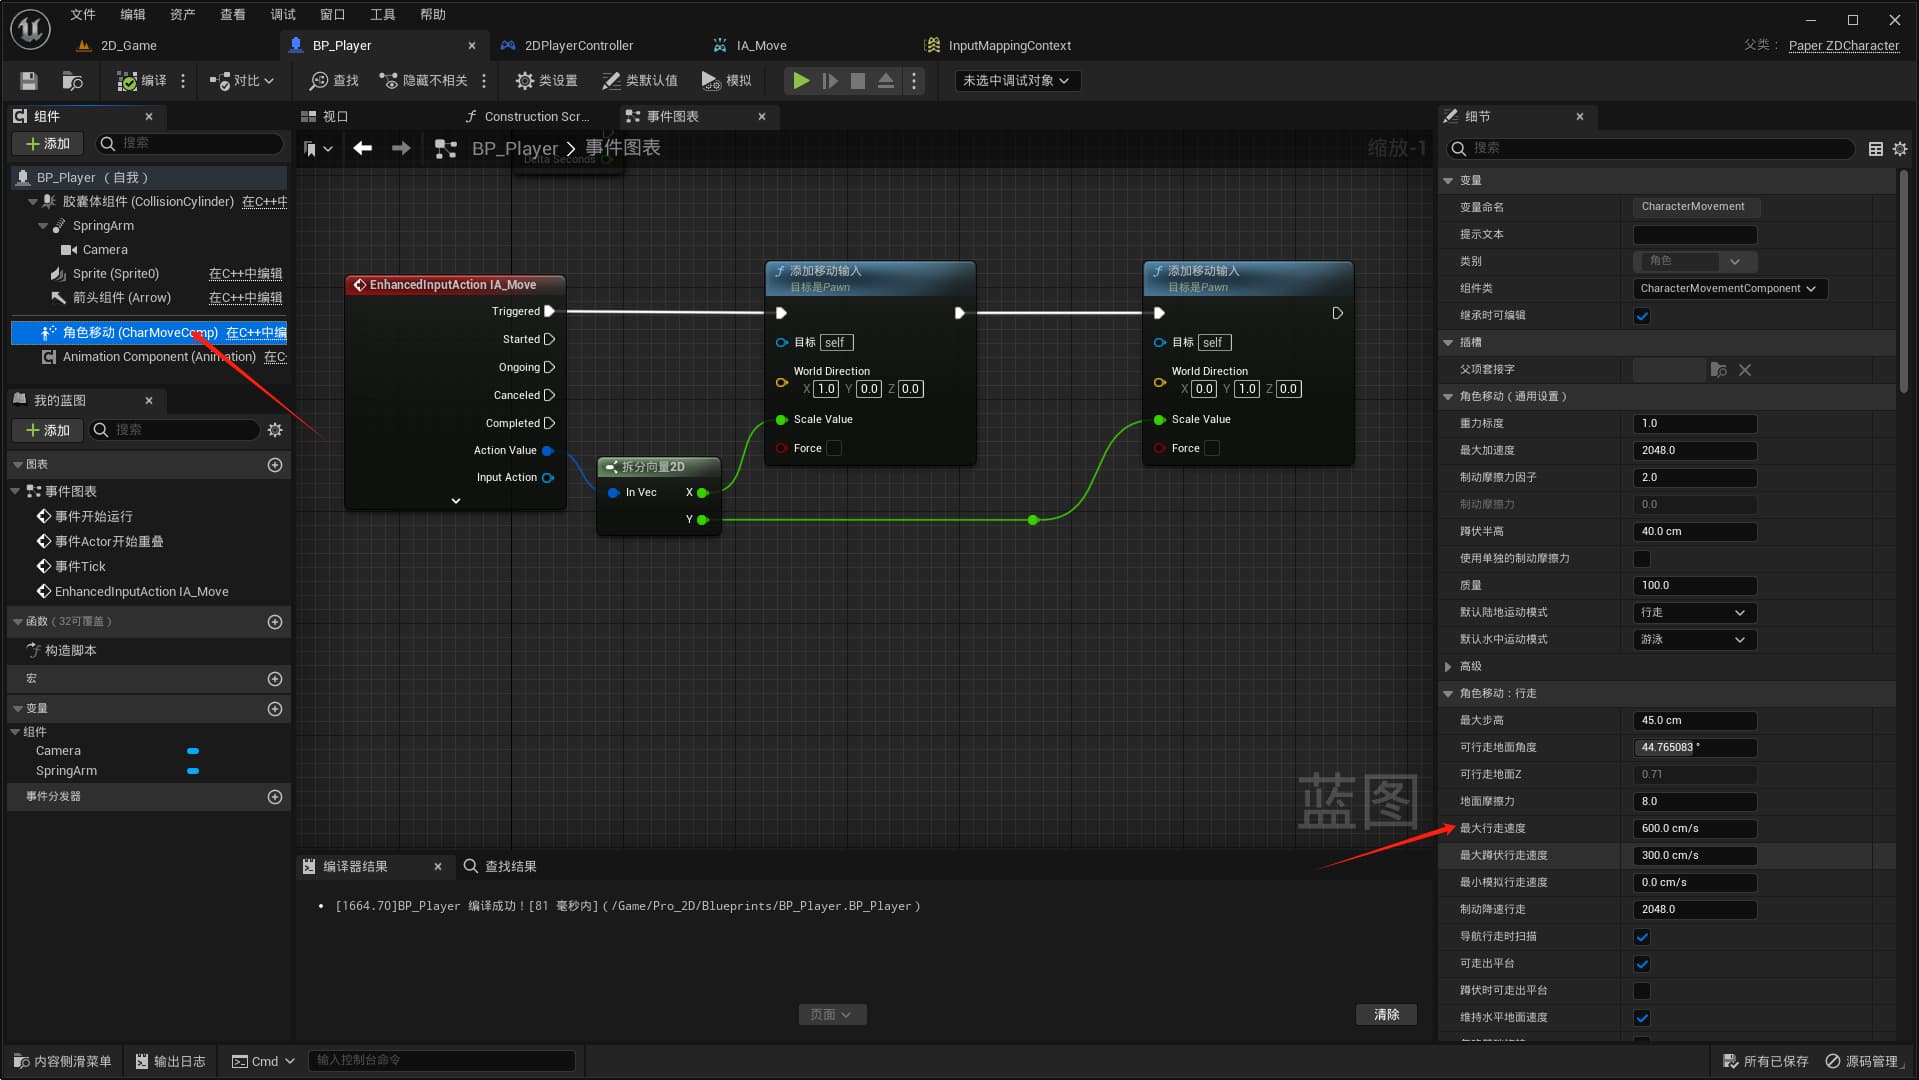 文件 编辑 资产 查看 调试 窗口 工具 帮助
2D_Game BP_Player 2DPlayerController IA_Move InputMappingContext 父类： Paper ZDCharacter
编译 对比 查找 隐藏不相关 类设置 类默认值 模拟 未选中调试对象
组件
添加 搜索
BP_Player （自我）
胶囊体组件 (CollisionCylinder) 在C++中
SpringArm
Camera
Sprite (Sprite0) 在C++中编辑
箭头组件 (Arrow) 在C++中编辑
角色移动 (CharMoveComp) 在C++中编
Animation Component (Animation) 在C
我的蓝图
添加 搜索
图表
事件图表
事件开始运行
事件Actor开始重叠
事件Tick
EnhancedInputAction IA_Move
函数（32可覆盖）
构造脚本
宏
变量
组件
Camera
SpringArm
事件分发器
视口 Construction Scr... 事件图表
BP_Player 事件图表 缩放-1
Delta Seconds
EnhancedInputAction IA_Move
Triggered
Started
Ongoing
Canceled
Completed
Action Value
Input Action
拆分向量2D
In Vec X
Y
添加移动输入
目标是Pawn
目标 self
World Direction
X 1.0 Y 0.0 Z 0.0
Scale Value
Force
添加移动输入
目标是Pawn
目标 self
World Direction
X 0.0 Y 1.0 Z 0.0
Scale Value
Force
蓝图
编译器结果 查找结果
[1664.70]BP_Player 编译成功！[81 毫秒内]（/Game/Pro_2D/Blueprints/BP_Player.BP_Player）
页面 清除
细节
搜索
变量
变量命名 CharacterMovement
提示文本
类别 角色
组件类 CharacterMovementComponent
继承时可编辑
插槽
父项套接字
角色移动（通用设置）
重力标度 1.0
最大加速度 2048.0
制动摩擦力因子 2.0
制动摩擦力 0.0
蹲伏半高 40.0 cm
使用单独的制动摩擦力
质量 100.0
默认陆地运动模式 行走
默认水中运动模式 游泳
高级
角色移动：行走
最大步高 45.0 cm
可行走地面角度 44.765083 °
可行走地面Z 0.71
地面摩擦力 8.0
最大行走速度 600.0 cm/s
最大蹲伏行走速度 300.0 cm/s
最小模拟行走速度 0.0 cm/s
制动降速行走 2048.0
导航行走时扫描
可走出平台
蹲伏时可走出平台
维持水平地面速度
内容侧滑菜单 输出日志 Cmd 输入控制台命令 所有已保存 源码管理